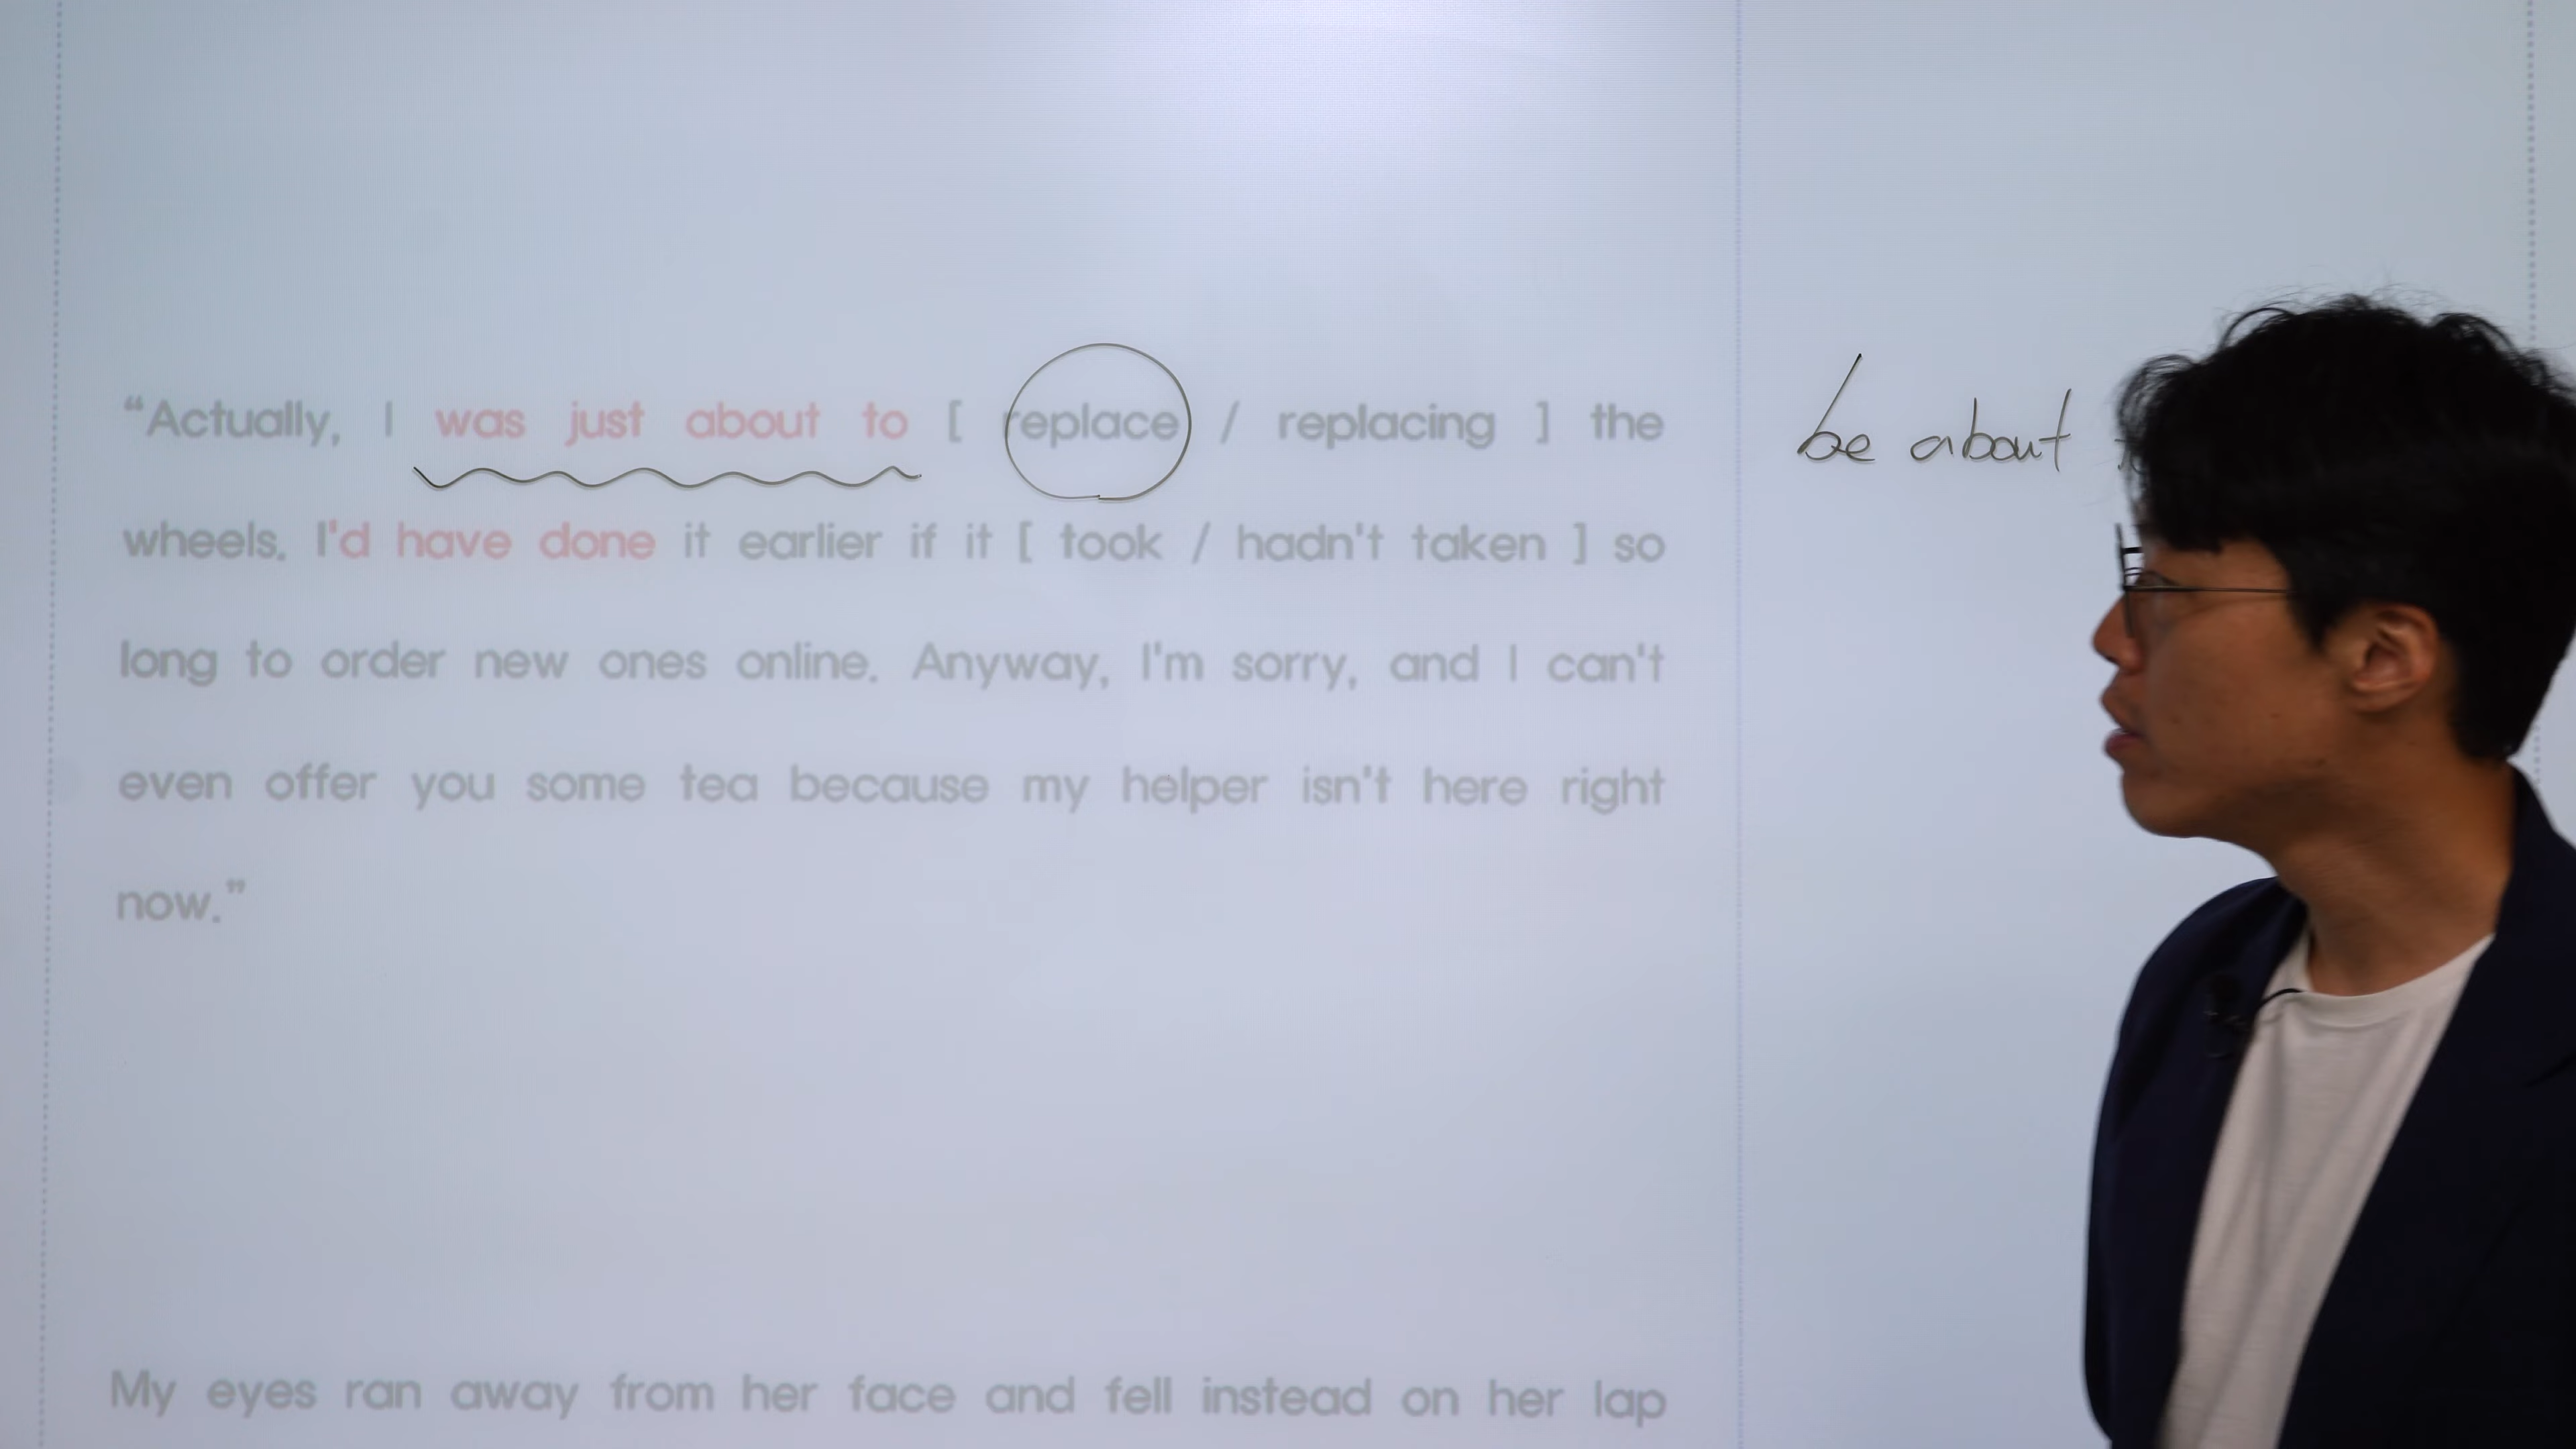 “Actually, I was just about to [ replace / replacing ] the
wheels. I'd have done it earlier if it [ took / hadn't taken ] so
long to order new ones online. Anyway, I'm sorry, and I can't
even offer you some tea because my helper isn't here right
now.”
My eyes ran away from her face and fell instead on her lap
be about